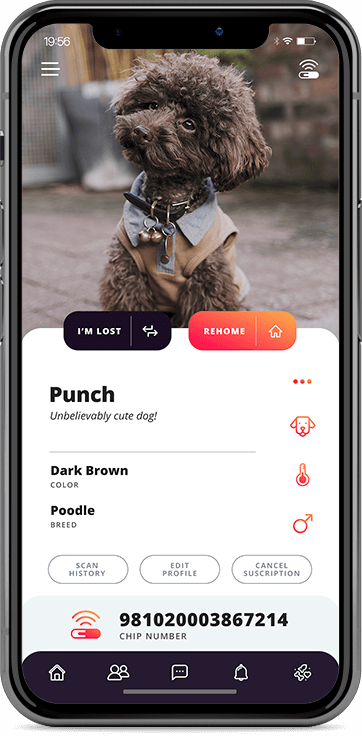 19:56
I'M LOST
REHOME
Punch
Unbelievably cute dog!
Dark Brown
COLOR
Poodle
BREED
SCAN HISTORY
EDIT PROFILE
CANCEL SUSCRIPTION
981020003867214
CHIP NUMBER